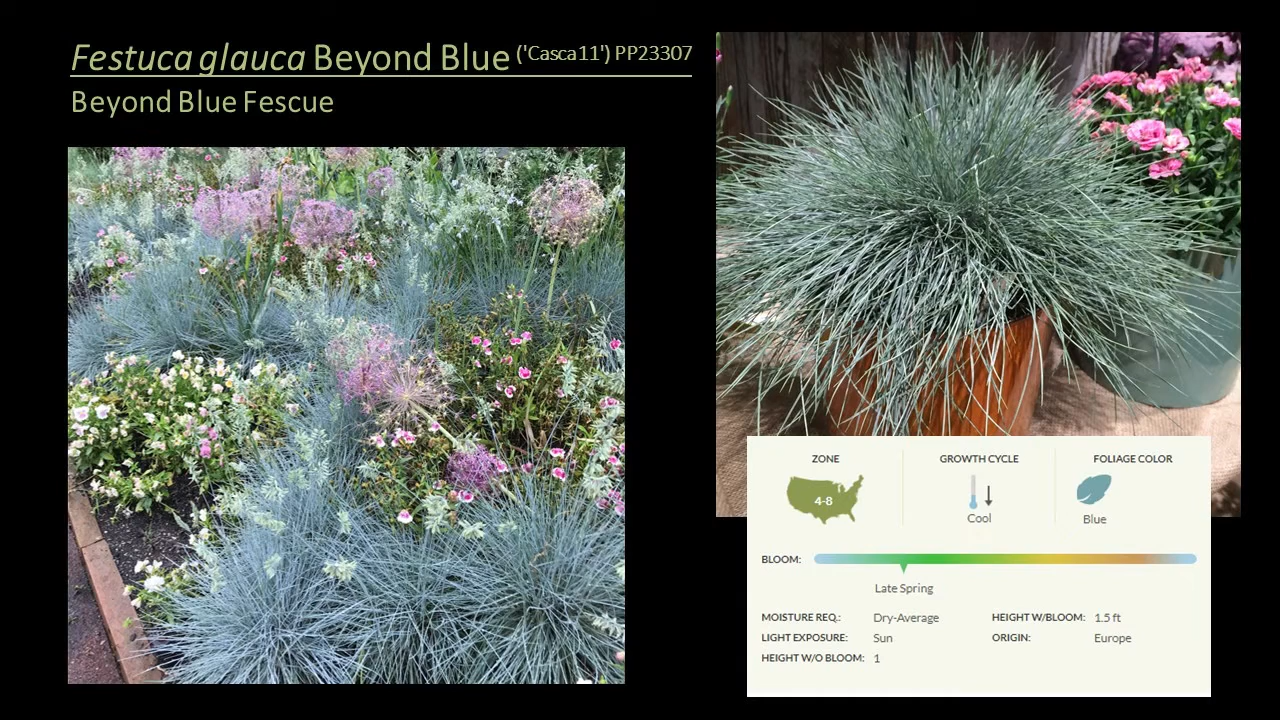 Festuca glauca Beyond Blue ('Casca11') PP23307
Beyond Blue Fescue
ZONE
GROWTH CYCLE
FOLIAGE COLOR
4-8
Cool
Blue
BLOOM:
Late Spring
MOISTURE REQ.: Dry-Average
HEIGHT W/BLOOM: 1.5 ft
LIGHT EXPOSURE: Sun
ORIGIN: Europe
HEIGHT W/O BLOOM: 1